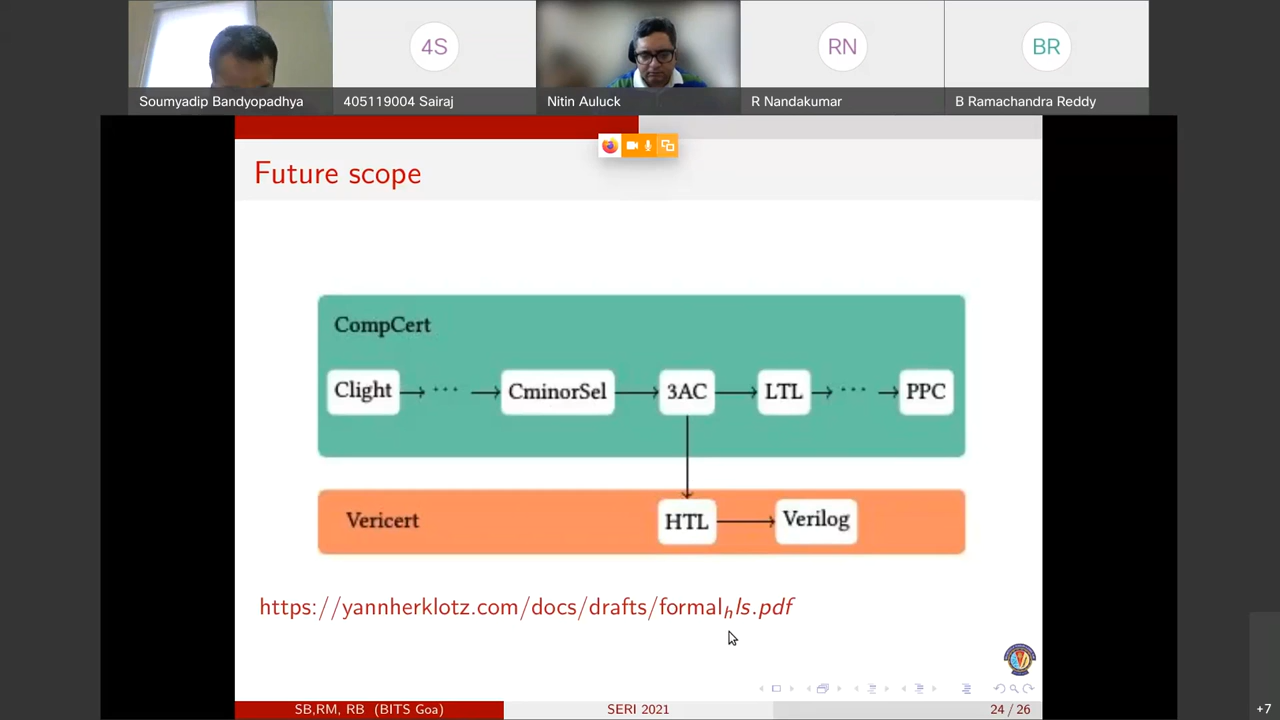 4S
RN
BR
Soumyadip Bandyopadhya
405119004 Sairaj
Nitin Auluck
R Nandakumar
B Ramachandra Reddy
Future scope
CompCert
Clight ... CminorSel 3AC LTL ... PPC
Vericert HTL Verilog
https://yannherklotz.com/docs/drafts/formalhls.pdf
SB,RM, RB (BITS Goa) SERI 2021 24 / 26
+7